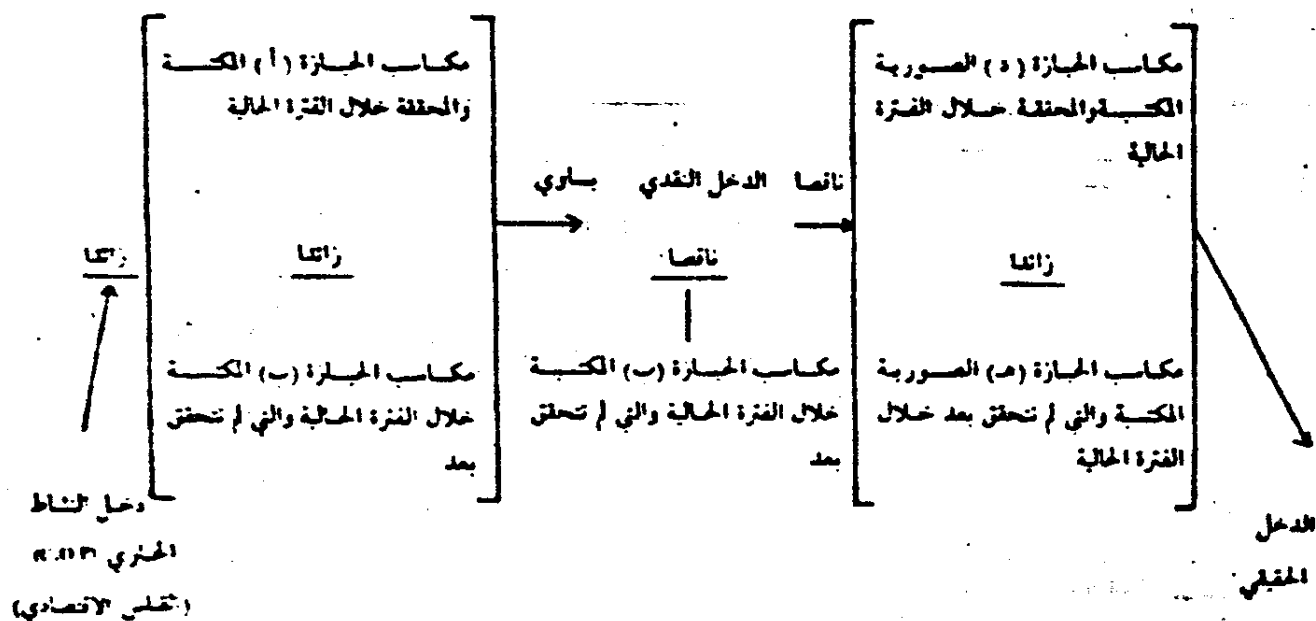 مكاسب الحيازة (أ) المكتسبة
والمحققة خلال الفترة الحالية
زائدا
مكاسب الحيازة (ب) المكتسبة
خلال الفترة الحالية والتي لم تتحقق
بعد
زائدا
دخل النشاط
الجاري
(المقاس الاقتصادي)
يساوي
الدخل النقدي
ناقصا
ناقصا
مكاسب الحيازة (ب) المكتسبة
خلال الفترة الحالية والتي لم تتحقق
بعد
مكاسب الحيازة (د) الصورية
المكتسبة والمحققة خلال الفترة
الحالية
زائدا
مكاسب الحيازة (هـ) الصورية
المكتسبة والتي لم تتحقق بعد خلال
الفترة الحالية
الدخل
الحقيقي